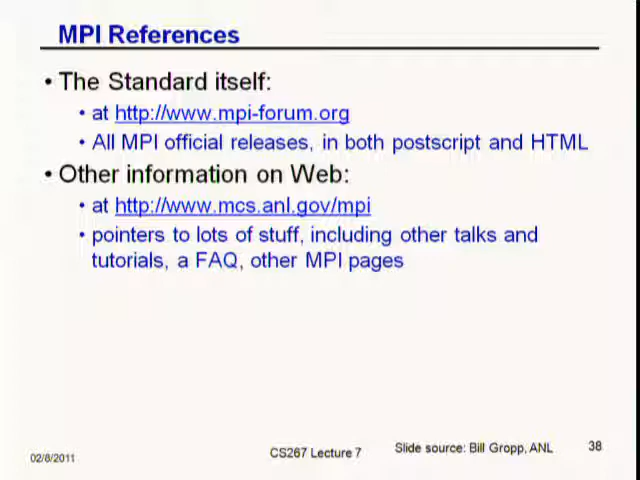 MPI References
• The Standard itself:
• at http://www.mpi-forum.org
• All MPI official releases, in both postscript and HTML
• Other information on Web:
• at http://www.mcs.anl.gov/mpi
• pointers to lots of stuff, including other talks and
tutorials, a FAQ, other MPI pages
02/8/2011
CS267 Lecture 7
Slide source: Bill Gropp, ANL
38